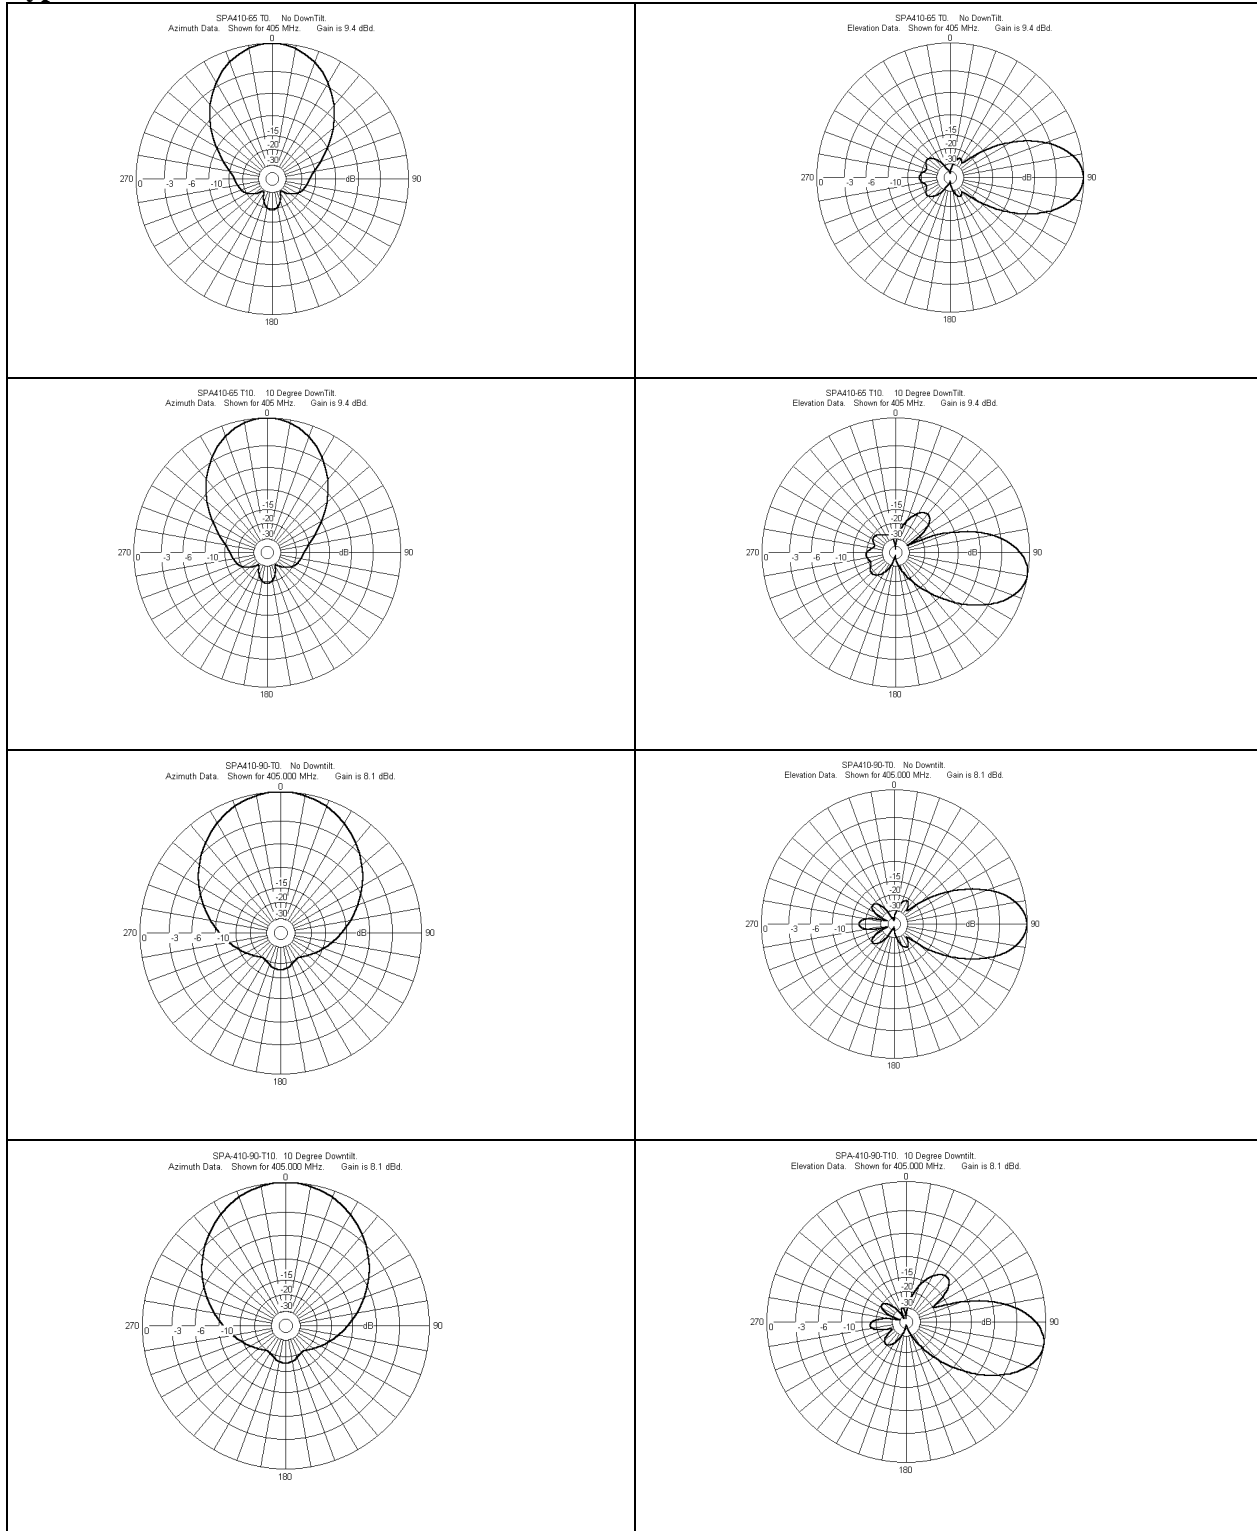 SPA410-65 T0. No DownTilt.
Azimuth Data. Shown for 405 MHz. Gain is 9.4 dBd.
0
-15
-20
-30
270 0 -3 -6 -10 dB 90
180
SPA410-65 T0. No DownTilt.
Elevation Data. Shown for 405 MHz. Gain is 9.4 dBd.
0
-15
-20
-30
270 0 -3 -6 -10 dB 90
180
SPA410-65 T10. 10 Degree DownTilt.
Azimuth Data. Shown for 405 MHz. Gain is 9.4 dBd.
0
-15
-20
-30
270 0 -3 -6 -10 dB 90
180
SPA410-65 T10. 10 Degree DownTilt.
Elevation Data. Shown for 405 MHz. Gain is 9.4 dBd.
0
-15
-20
-30
270 0 -3 -6 -10 dB 90
180
SPA410-90-T0. No Downtilt.
Azimuth Data. Shown for 405.000 MHz. Gain is 8.1 dBd.
0
-15
-20
-30
270 0 -3 -6 -10 dB 90
180
SPA410-90-T0. No Downtilt.
Elevation Data. Shown for 405.000 MHz. Gain is 8.1 dBd.
0
-15
-20
-30
270 0 -3 -6 -10 dB 90
180
SPA-410-90-T10. 10 Degree Downtilt.
Azimuth Data. Shown for 405.000 MHz. Gain is 8.1 dBd.
0
-15
-20
-30
270 0 -3 -6 -10 dB 90
180
SPA-410-90-T10. 10 Degree Downtilt.
Elevation Data. Shown for 405.000 MHz. Gain is 8.1 dBd.
0
-15
-20
-30
270 0 -3 -6 -10 dB 90
180